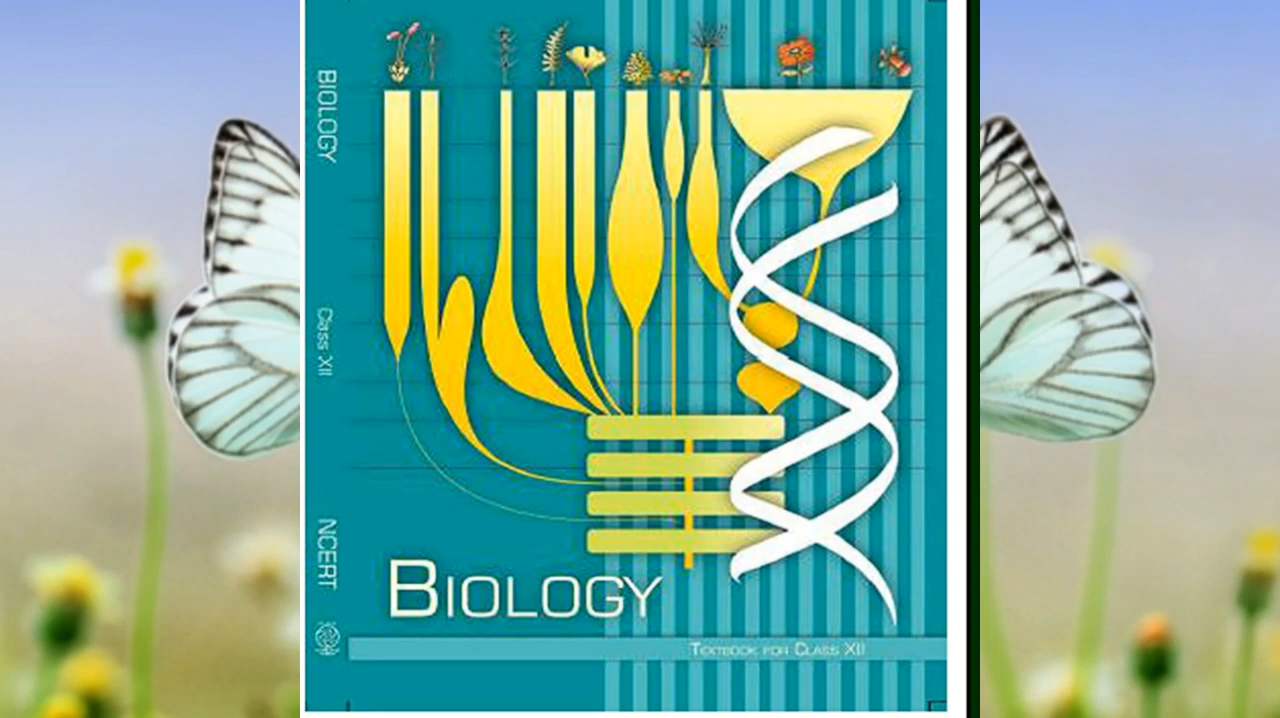 BIOLOGY
Class XII
NCERT
BIOLOGY
TEXTBOOK FOR CLASS XII